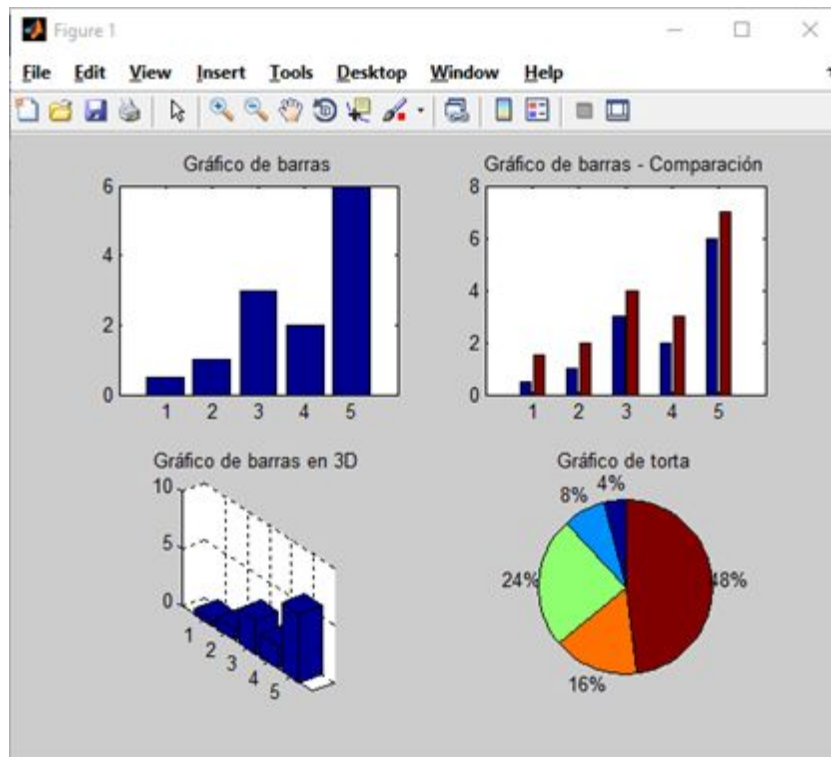 Figure 1
File Edit View Insert Tools Desktop Window Help
Gráfico de barras
6
4
2
0
1 2 3 4 5
Gráfico de barras - Comparación
8
6
4
2
0
1 2 3 4 5
Gráfico de barras en 3D
10
5
0
1
2
3
4
5
Gráfico de torta
4%
8%
24%
48%
16%